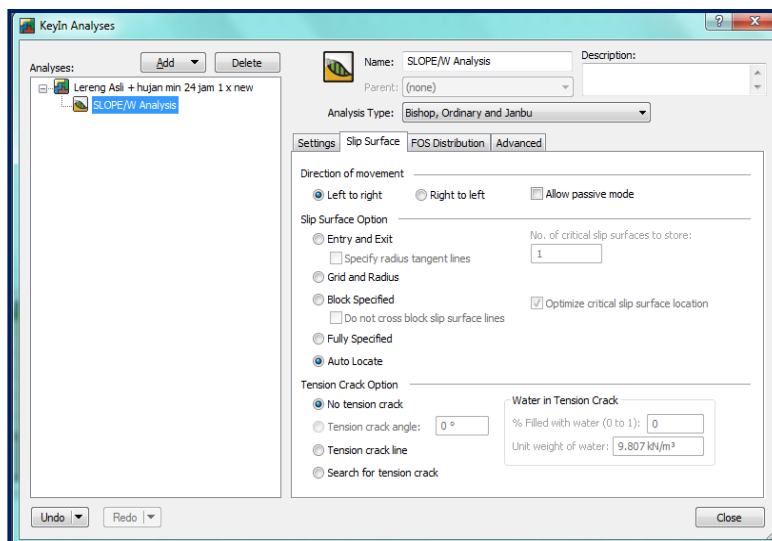 KeyIn Analyses
Analyses:
Add
Delete
Lereng Asli + hujan min 24 jam 1 x new
SLOPE/W Analysis
Name: SLOPE/W Analysis
Description:
Parent: (none)
Analysis Type: Bishop, Ordinary and Janbu
Settings Slip Surface FOS Distribution Advanced
Direction of movement
Left to right Right to left Allow passive mode
Slip Surface Option
Entry and Exit
No. of critical slip surfaces to store:
Specify radius tangent lines
1
Grid and Radius
Block Specified
Optimize critical slip surface location
Do not cross block slip surface lines
Fully Specified
Auto Locate
Tension Crack Option
No tension crack
Water in Tension Crack
Tension crack angle: 0 °
% Filled with water (0 to 1): 0
Tension crack line
Unit weight of water: 9.807 kN/m³
Search for tension crack
Undo Redo Close